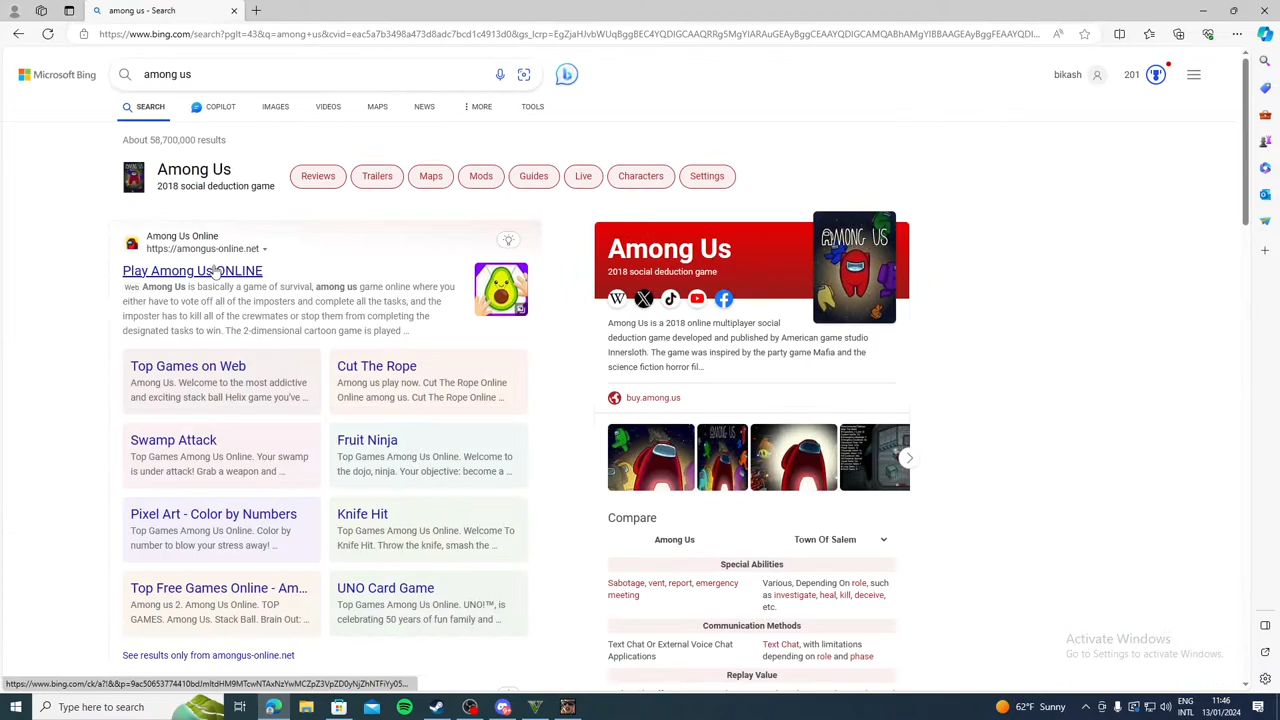 among us - Search
https://www.bing.com/search?pglt=43&q=among+us&cvid=eac5a7b3498a473d8adc7bcd1c4913d0&gs_lcrp=
Microsoft Bing
among us
bikash
201
SEARCH
COPILOT
IMAGES
VIDEOS
MAPS
NEWS
MORE
TOOLS
About 58,700,000 results
Among Us
2018 social deduction game
Reviews
Trailers
Maps
Mods
Guides
Live
Characters
Settings
Among Us Online
https://amongus-online.net
Play Among Us ONLINE
Web Among Us is basically a game of survival, among us game online where you
either have to vote off all of the imposters and complete all the tasks, and the
imposter has to kill all of the crewmates or stop them from completing the
designated tasks to win. The 2-dimensional cartoon game is played ...
Top Games on Web
Among Us. Welcome to the most addictive
and exciting stack ball Helix game you've ...
Cut The Rope
Among us play now. Cut The Rope Online
Online among us. Cut The Rope Online ...
Swamp Attack
Top Games Among Us Online. Your swamp
is under attack! Grab a weapon and ...
Fruit Ninja
Top Games Among Us Online. Welcome to
the dojo, ninja. Your objective: become a ...
Pixel Art - Color by Numbers
Top Games Among Us Online. Color by
number to blow your stress away! ...
Knife Hit
Top Games Among Us Online. Welcome To
Knife Hit. Throw the knife, smash the ...
Top Free Games Online - Am...
Among us 2. Among Us Online. TOP
GAMES. Among Us. Stack Ball. Brain Out: ...
UNO Card Game
Top Games Among Us Online. UNO!™, is
celebrating 50 years of fun family and ...
See results only from amongus-online.net
Among Us
2018 social deduction game
AMONG US
Among Us is a 2018 online multiplayer social
deduction game developed and published by American game studio
Innersloth. The game was inspired by the party game Mafia and the
science fiction horror fil...
buy.among.us
Compare
Among Us
Town Of Salem
Special Abilities
Sabotage, vent, report, emergency
meeting
Various, Depending On role, such
as investigate, heal, kill, deceive,
etc.
Communication Methods
Text Chat Or External Voice Chat
Applications
Text Chat, with limitations
depending on role and phase
Replay Value
Activate Windows
Go to Settings to activate Windows.
Type here to search
62°F Sunny
ENG
INTL
11:46
13/01/2024